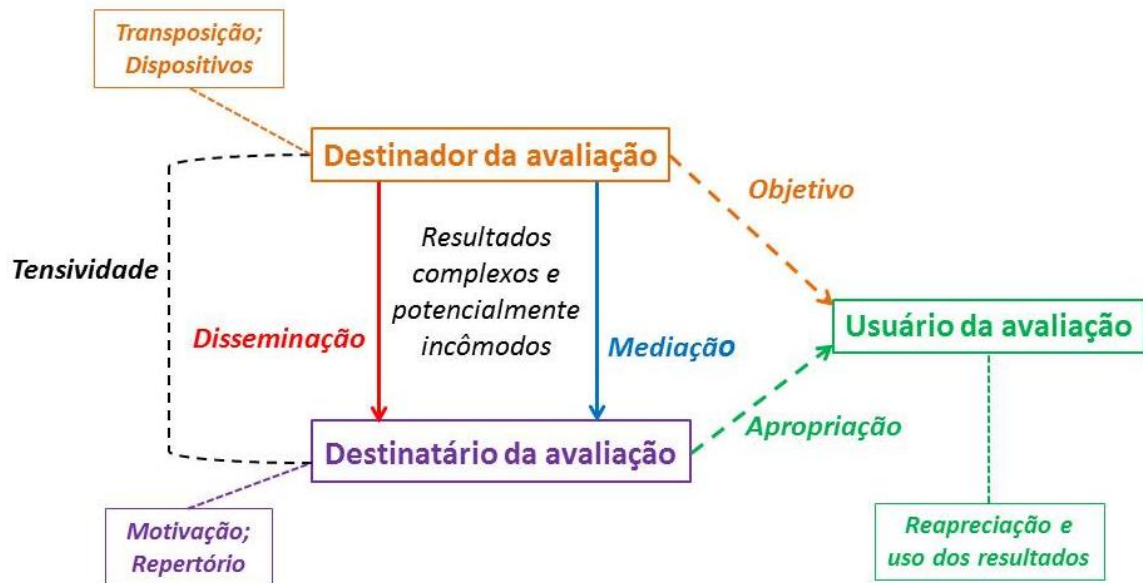 Transposição;
Dispositivos
Destinador da avaliação
Objetivo
Resultados
complexos e
potencialmente
incômodos
Tensividade
Disseminação
Mediação
Usuário da avaliação
Apropriação
Destinatário da avaliação
Motivação;
Repertório
Reapreciação e
uso dos resultados